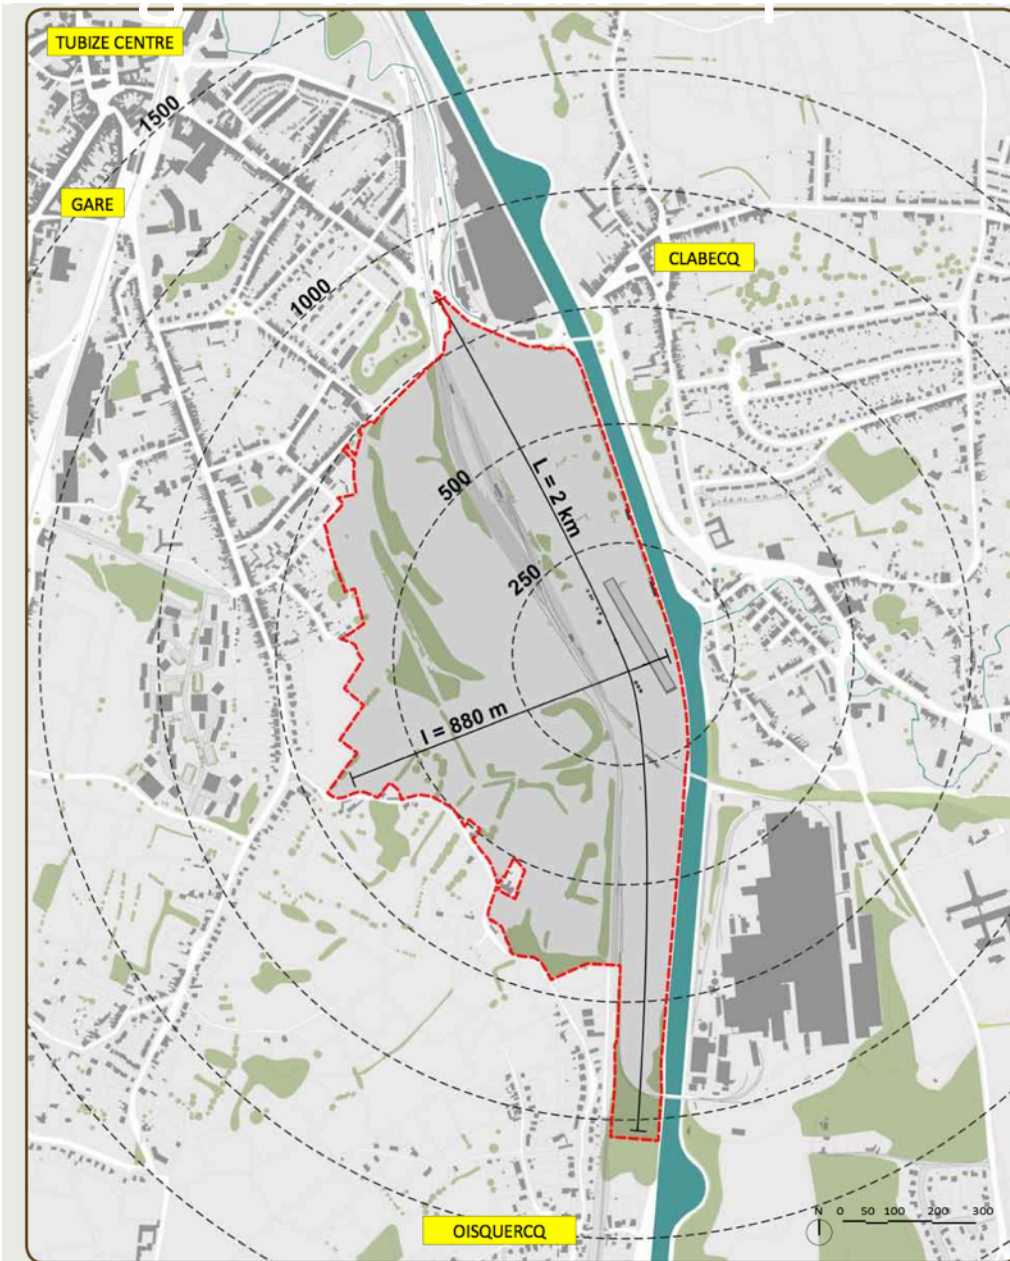 TUBIZE CENTRE
1500
GARE
CLABECQ
1000
500
L = 2 km
250
l = 880 m
N 0 50 100 200 300
OISQUERCQ